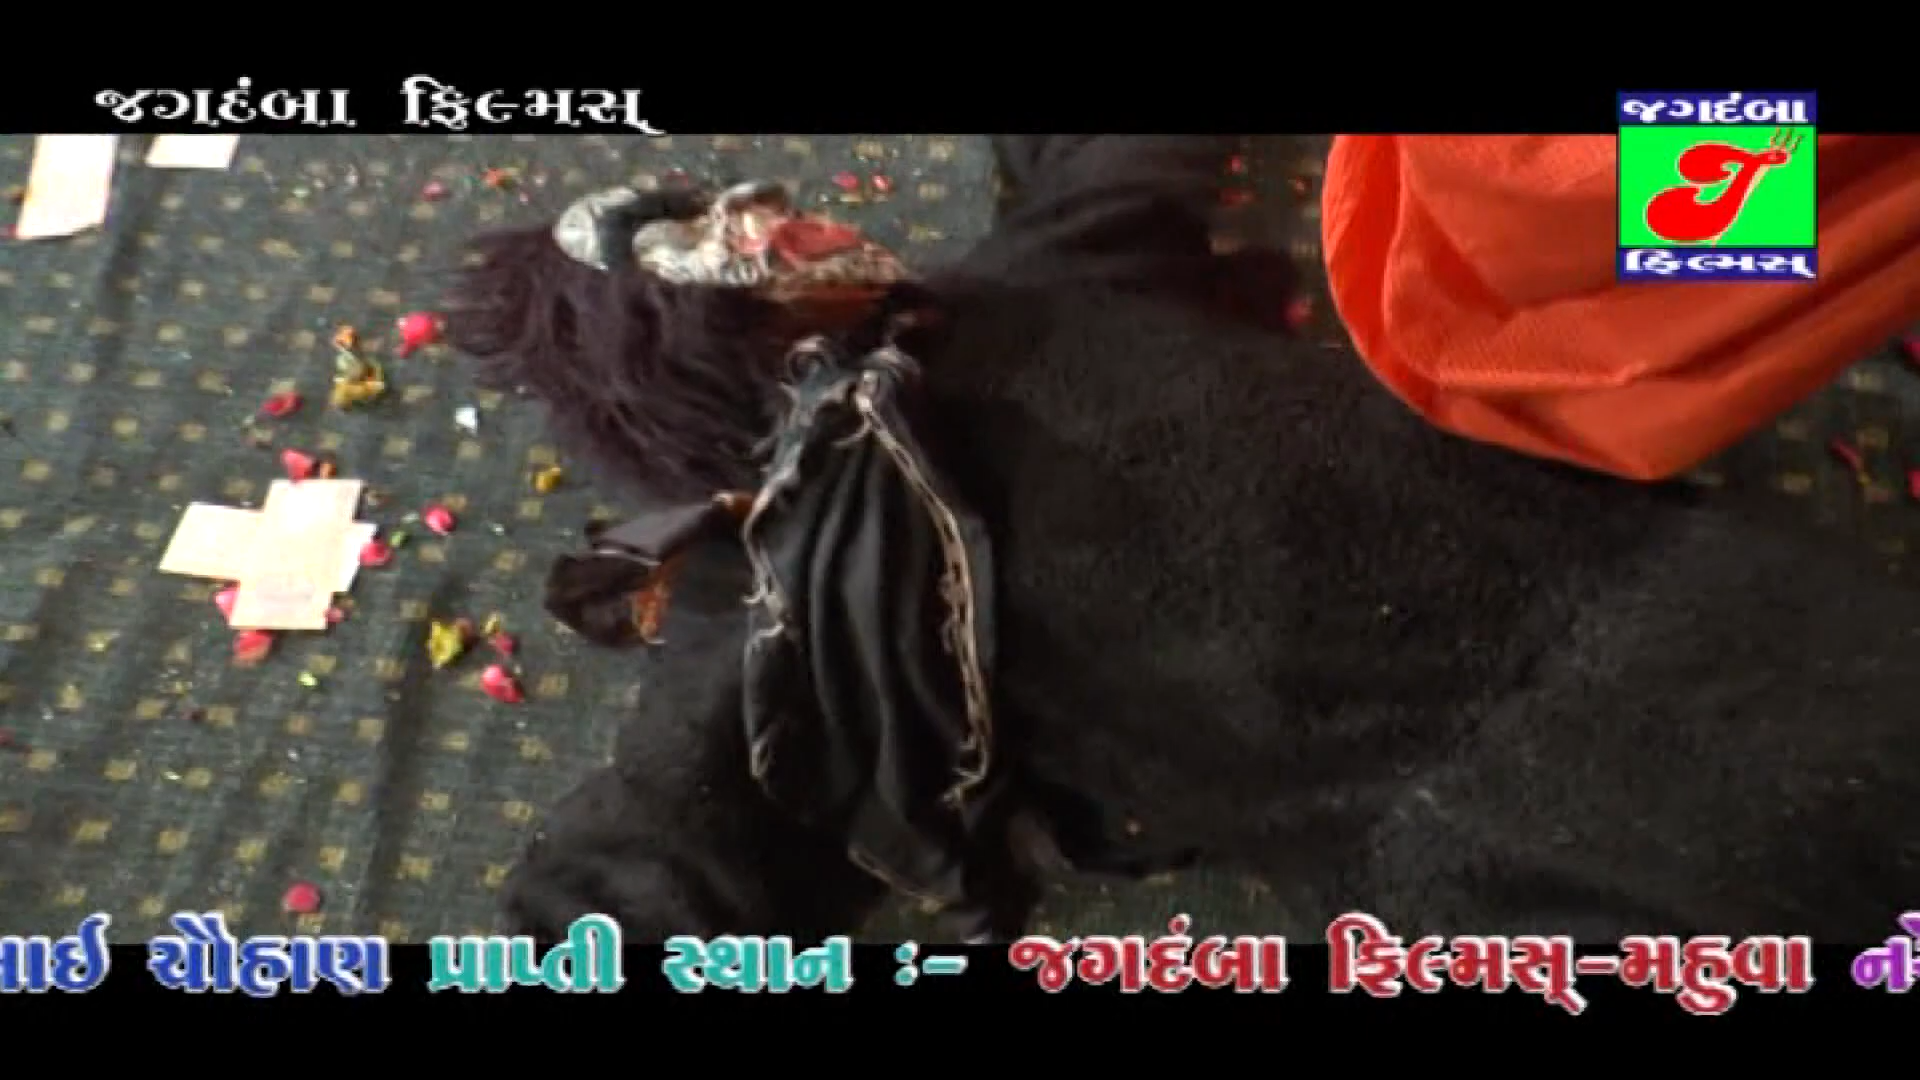 જગદંબા ફિલ્મસ્
જગદંબા
ફિલ્મસ્
ચૌહાણ પ્રાપ્તી સ્થાન :- જગદંબા ફિલ્મસ્-મહુવા